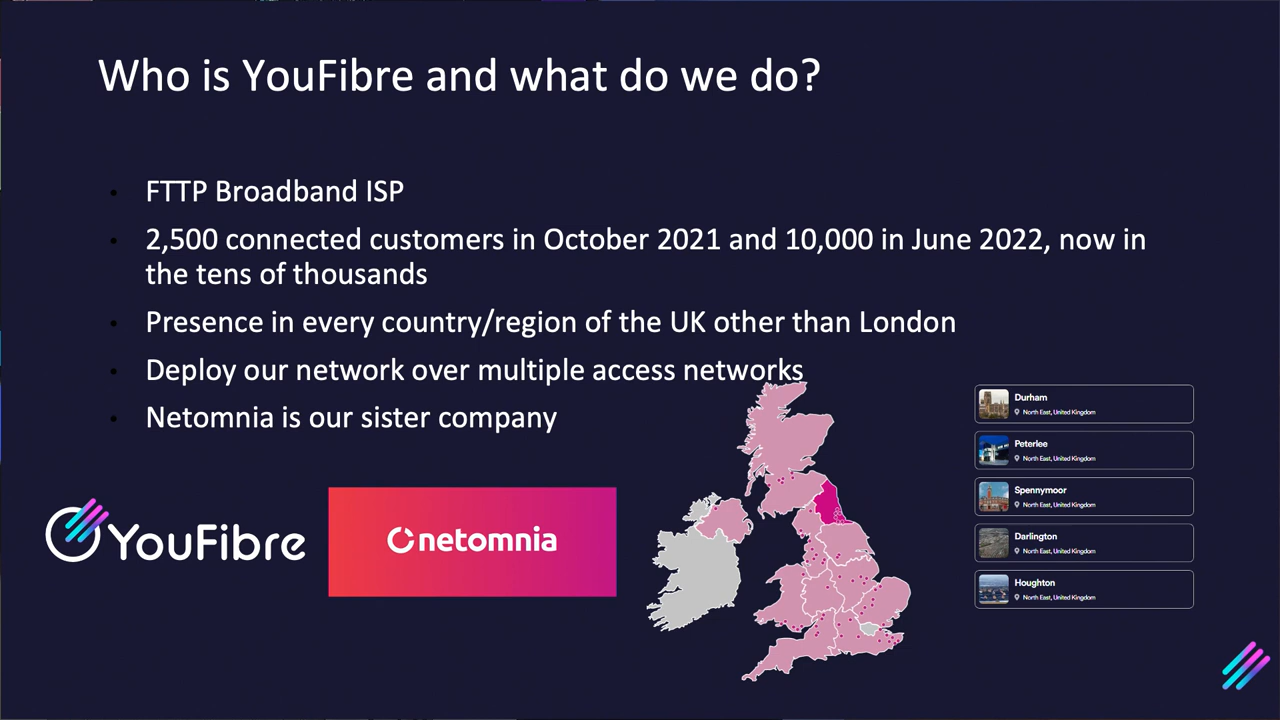 Who is YouFibre and what do we do?
FTTP Broadband ISP
2,500 connected customers in October 2021 and 10,000 in June 2022, now in
the tens of thousands
Presence in every country/region of the UK other than London
Deploy our network over multiple access networks
Netomnia is our sister company
YouFibre
netomnia
Durham
North East, United Kingdom
Peterlee
North East, United Kingdom
Spennymoor
North East, United Kingdom
Darlington
North East, United Kingdom
Houghton
North East, United Kingdom